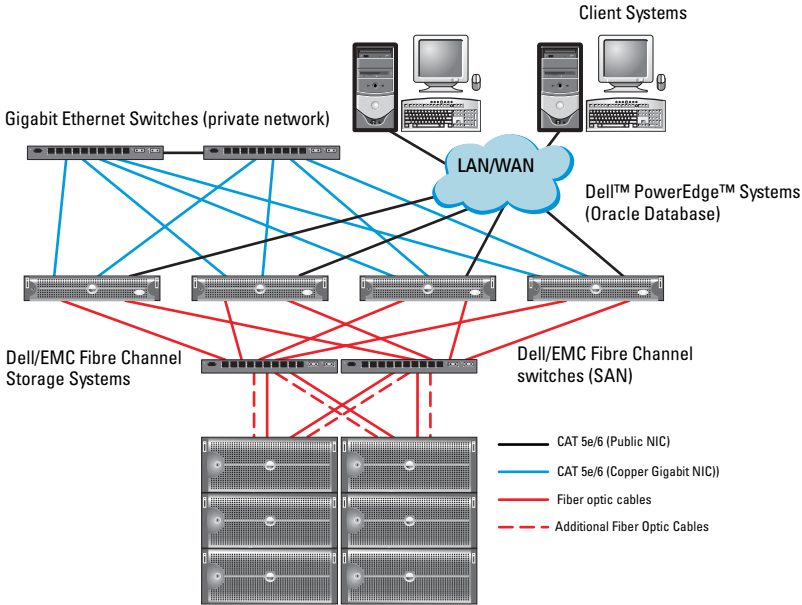 Client Systems
Gigabit Ethernet Switches (private network)
LAN/WAN
Dell™ PowerEdge™ Systems
(Oracle Database)
Dell/EMC Fibre Channel
Storage Systems
Dell/EMC Fibre Channel
switches (SAN)
CAT 5e/6 (Public NIC)
CAT 5e/6 (Copper Gigabit NIC))
Fiber optic cables
Additional Fiber Optic Cables